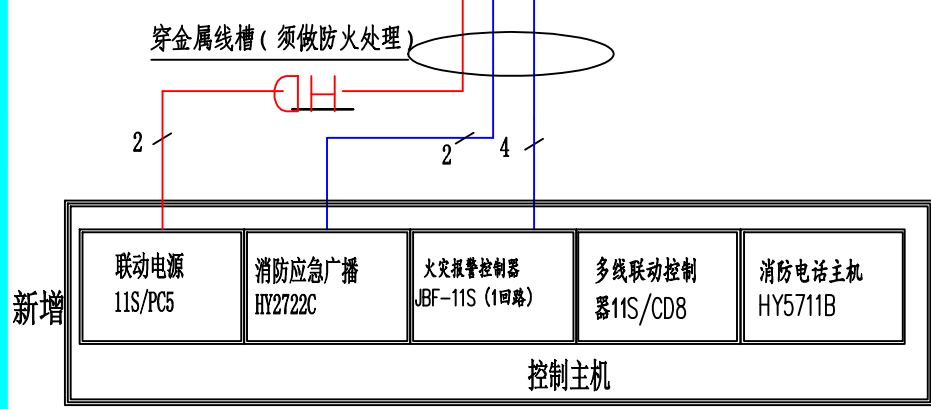 穿金属线槽(须做防火处理)
DH
2
2
4
新增
联动电源
11S/PC5
消防应急广播
HY2722C
火灾报警控制器
JBF-11S (1回路)
多线联动控制
器11S/CD8
消防电话主机
HY5711B
控制主机